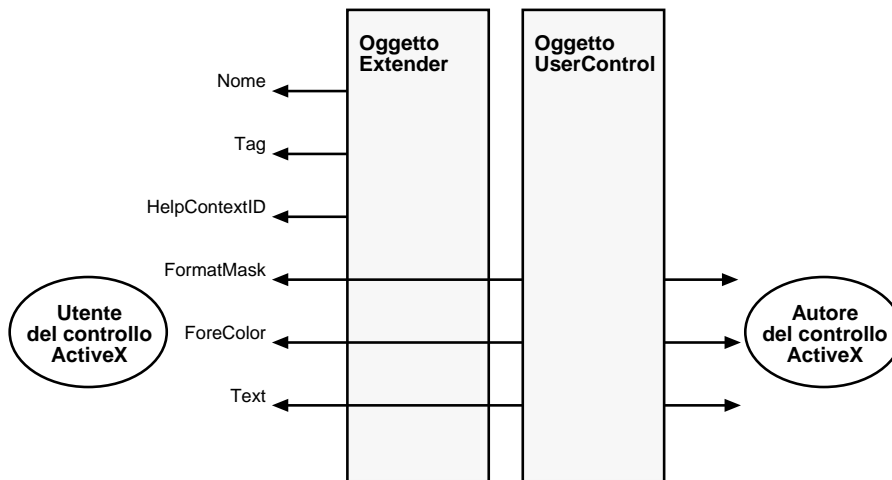 Oggetto
Extender
Oggetto
UserControl
Nome
Tag
HelpContextID
FormatMask
ForeColor
Text
Utente
del controllo
ActiveX
Autore
del controllo
ActiveX